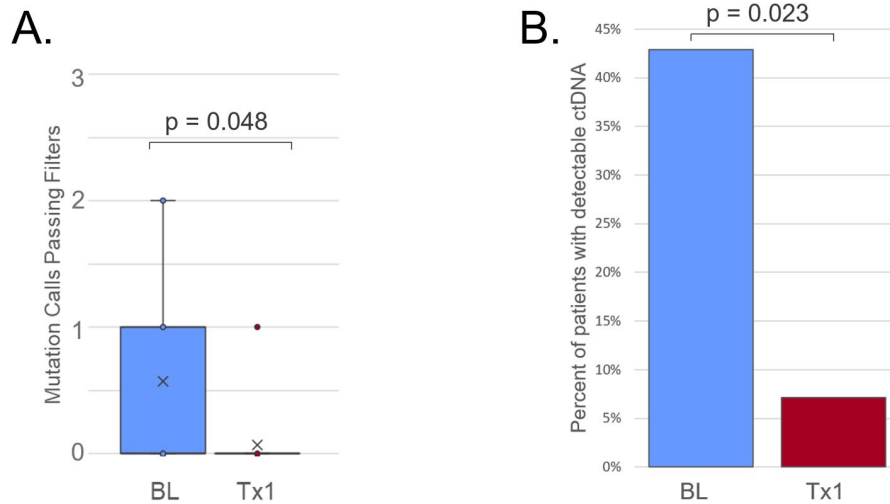 A.
Mutation Calls Passing Filters
3
2
1
0
p = 0.048
BL Tx1
B.
Percent of patients with detectable ctDNA
45%
40%
35%
30%
25%
20%
15%
10%
5%
0%
p = 0.023
BL Tx1